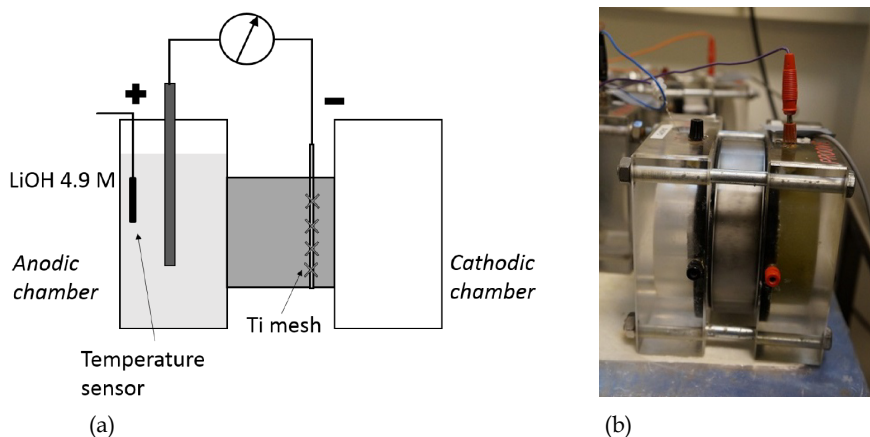 +
−
LiOH 4.9 M
Anodic
chamber
Cathodic
chamber
Ti mesh
Temperature
sensor
(a)
(b)